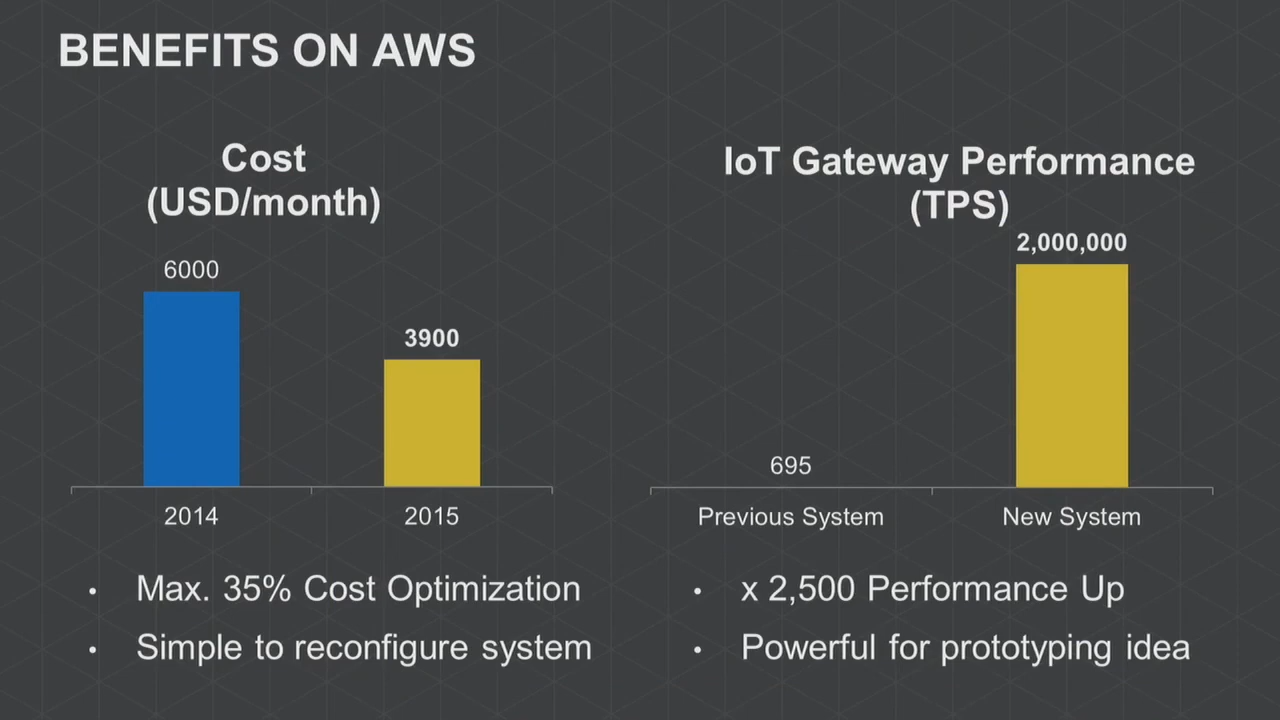 BENEFITS ON AWS
Cost
(USD/month)
6000
3900
2014
2015
• Max. 35% Cost Optimization
• Simple to reconfigure system
IoT Gateway Performance
(TPS)
2,000,000
695
Previous System
New System
• x 2,500 Performance Up
• Powerful for prototyping idea